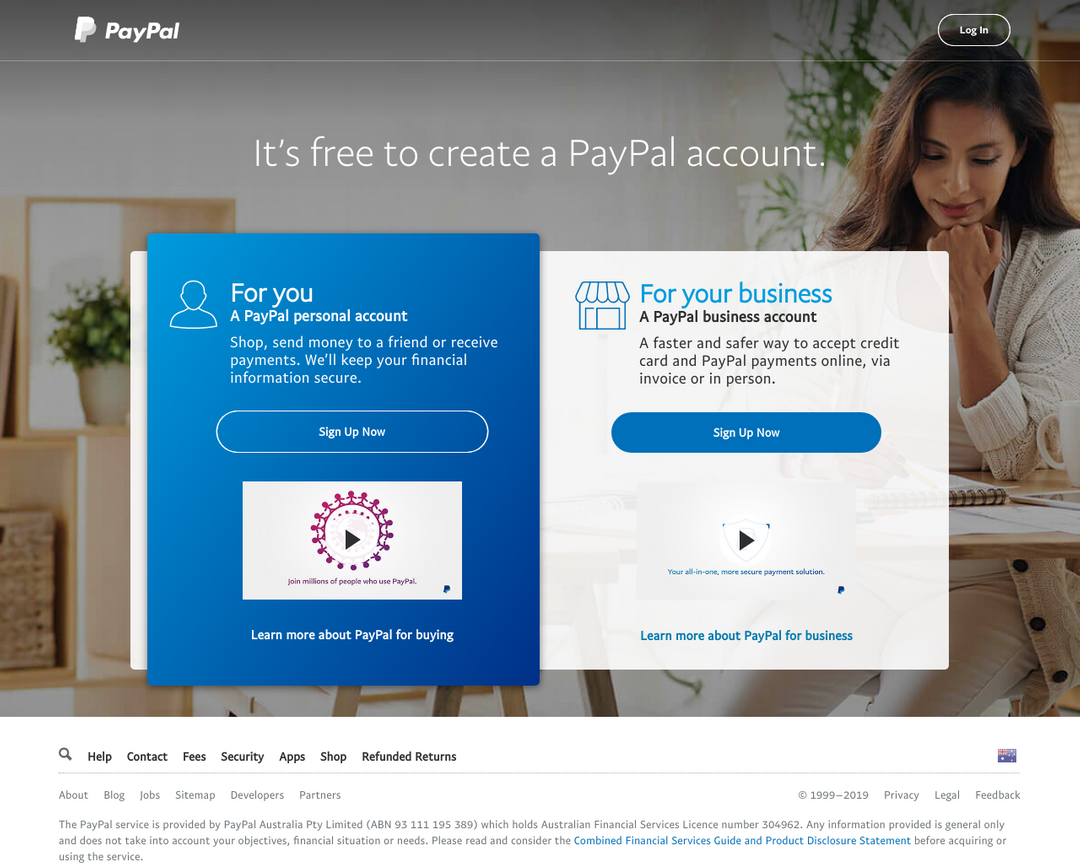 PayPal
Log In
It's free to create a PayPal account.
For you
A PayPal personal account
Shop, send money to a friend or receive
payments. We'll keep your financial
information secure.
Sign Up Now
Join millions of people who use PayPal.
Learn more about PayPal for buying
For your business
A PayPal business account
A faster and safer way to accept credit
card and PayPal payments online, via
invoice or in person.
Sign Up Now
Your all-in-one, more secure payment solution.
Learn more about PayPal for business
Help Contact Fees Security Apps Shop Refunded Returns
About Blog Jobs Sitemap Developers Partners © 1999–2019 Privacy Legal Feedback
The PayPal service is provided by PayPal Australia Pty Limited (ABN 93 111 195 389) which holds Australian Financial Services Licence number 304962. Any information provided is general only
and does not take into account your objectives, financial situation or needs. Please read and consider the Combined Financial Services Guide and Product Disclosure Statement before acquiring or
using the service.